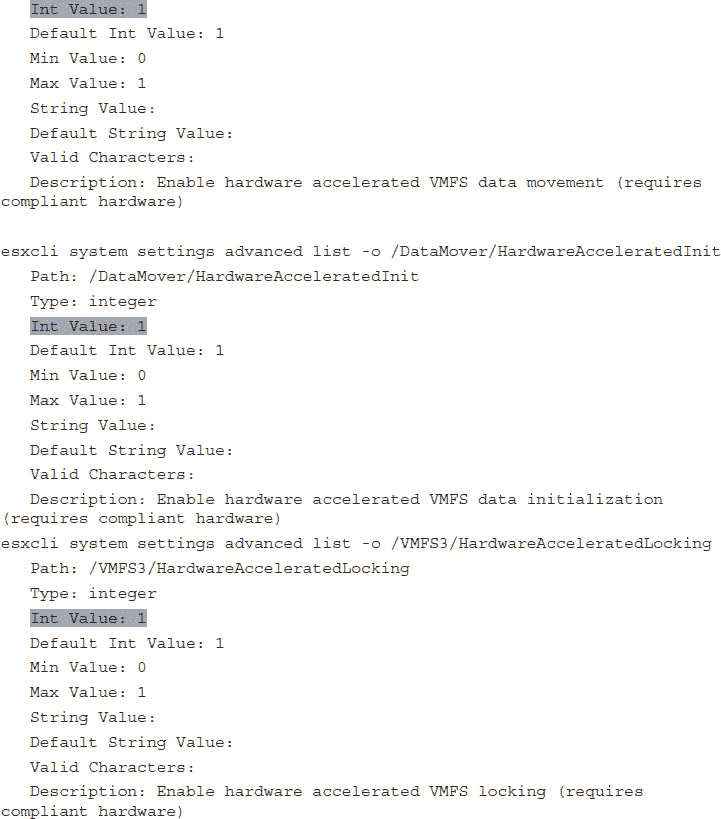 Int Value: 1
Default Int Value: 1
Min Value: 0
Max Value: 1
String Value:
Default String Value:
Valid Characters:
Description: Enable hardware accelerated VMFS data movement (requires
compliant hardware)
esxcli system settings advanced list -o /DataMover/HardwareAcceleratedInit
Path: /DataMover/HardwareAcceleratedInit
Type: integer
Int Value: 1
Default Int Value: 1
Min Value: 0
Max Value: 1
String Value:
Default String Value:
Valid Characters:
Description: Enable hardware accelerated VMFS data initialization
(requires compliant hardware)
esxcli system settings advanced list -o /VMFS3/HardwareAcceleratedLocking
Path: /VMFS3/HardwareAcceleratedLocking
Type: integer
Int Value: 1
Default Int Value: 1
Min Value: 0
Max Value: 1
String Value:
Default String Value:
Valid Characters:
Description: Enable hardware accelerated VMFS locking (requires
compliant hardware)